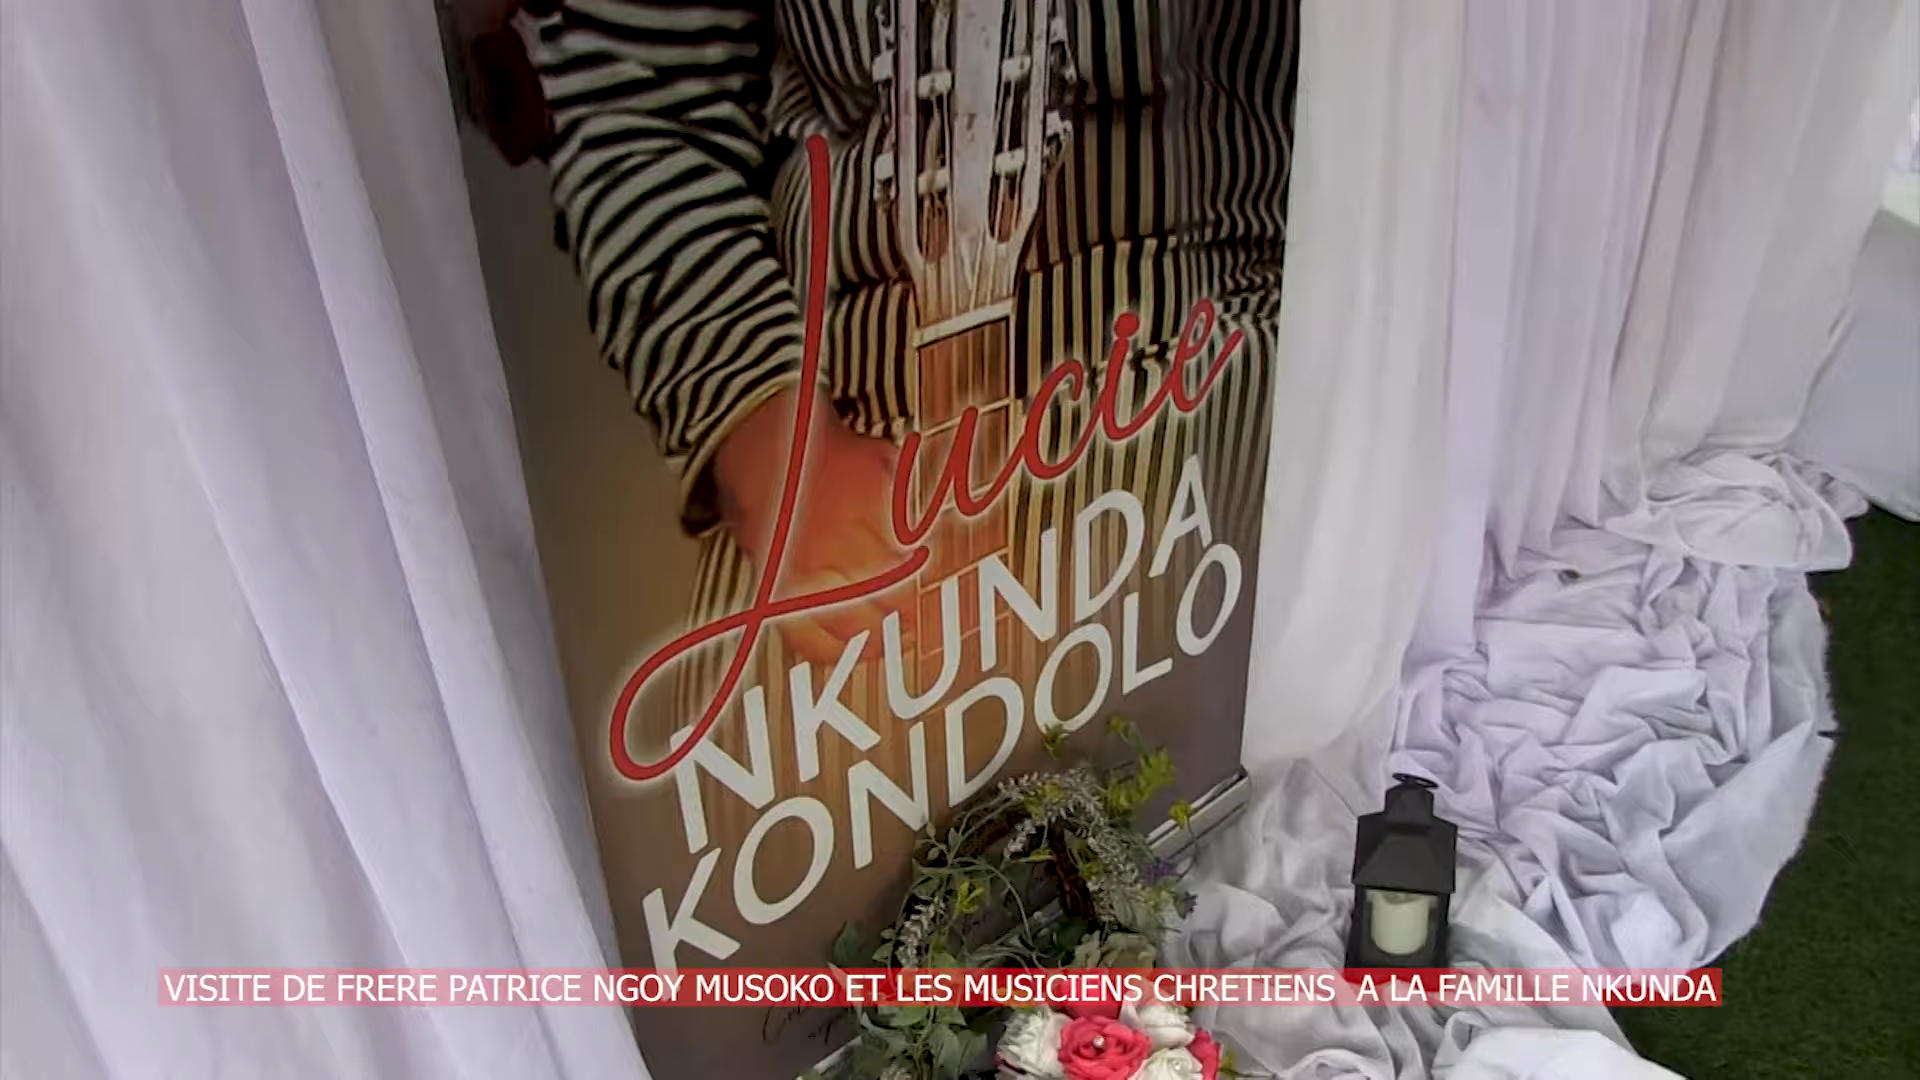 Lucie
NKUNDA
KONDOLO
VISITE DE FRERE PATRICE NGOY MUSOKO ET LES MUSICIENS CHRETIENS A LA FAMILLE NKUNDA